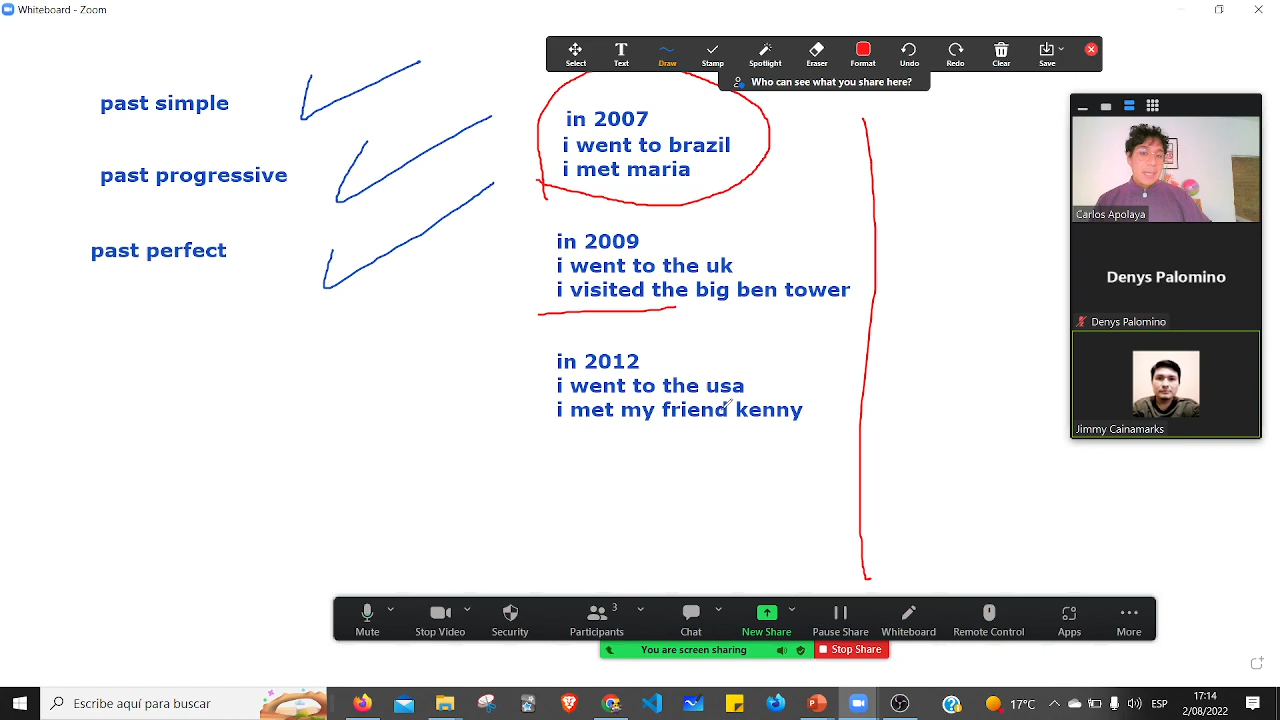 Whiteboard - Zoom
Select
Text
Draw
Stamp
Spotlight
Eraser
Format
Undo
Redo
Clear
Save
Who can see what you share here?
past simple
past progressive
past perfect
in 2007
i went to brazil
i met maria
in 2009
i went to the uk
i visited the big ben tower
in 2012
i went to the usa
i met my friend kenny
Carlos Apolaya
Denys Palomino
Denys Palomino
Jimmy Cainamarks
Mute
Stop Video
Security
3
Participants
Chat
New Share
Pause Share
Whiteboard
Remote Control
Apps
More
You are screen sharing
Stop Share
Escribe aquí para buscar
17°C
ESP
17:14
2/08/2022